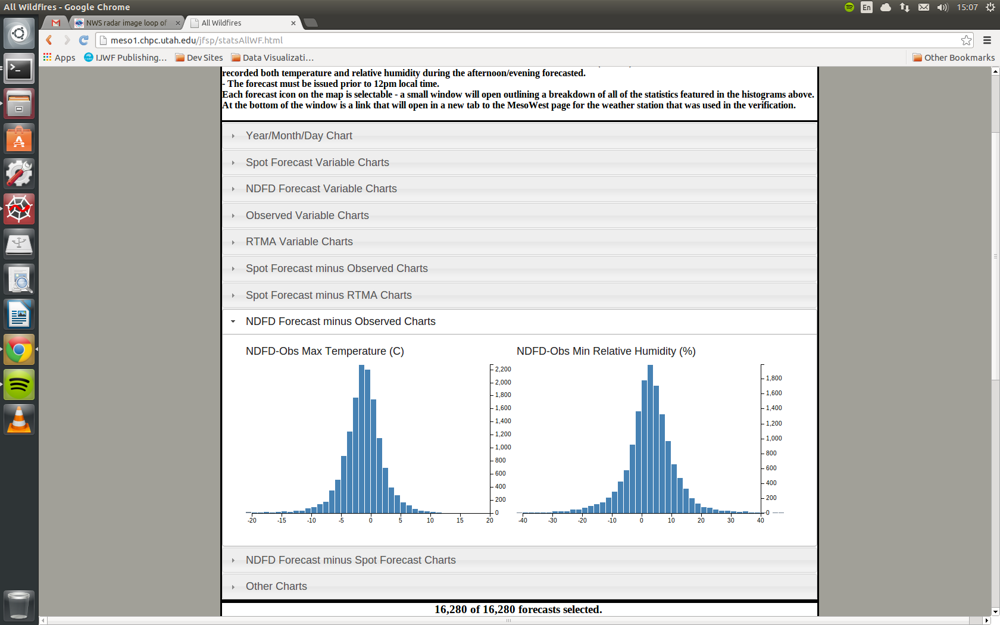 All Wildfires - Google Chrome
En
15:07
NWS radar image loop of
All Wildfires
meso1.chpc.utah.edu/jfsp/statsAllWF.html
Apps
IJWF Publishing...
Dev Sites
Data Visualizati...
Other Bookmarks
recorded both temperature and relative humidity during the afternoon/evening forecasted.
- The forecast must be issued prior to 12pm local time.
Each forecast icon on the map is selectable - a small window will open outlining a breakdown of all of the statistics featured in the histograms above.
At the bottom of the window is a link that will open in a new tab to the MesoWest page for the weather station that was used in the verification.
Year/Month/Day Chart
Spot Forecast Variable Charts
NDFD Forecast Variable Charts
Observed Variable Charts
RTMA Variable Charts
Spot Forecast minus Observed Charts
Spot Forecast minus RTMA Charts
NDFD Forecast minus Observed Charts
NDFD-Obs Max Temperature (C)
2,200
2,000
1,800
1,600
1,400
1,200
1,000
800
600
400
200
0
-20 -15 -10 -5 0 5 10 15 20
NDFD-Obs Min Relative Humidity (%)
1,800
1,600
1,400
1,200
1,000
800
600
400
200
0
-40 -30 -20 -10 0 10 20 30 40
NDFD Forecast minus Spot Forecast Charts
Other Charts
16,280 of 16,280 forecasts selected.